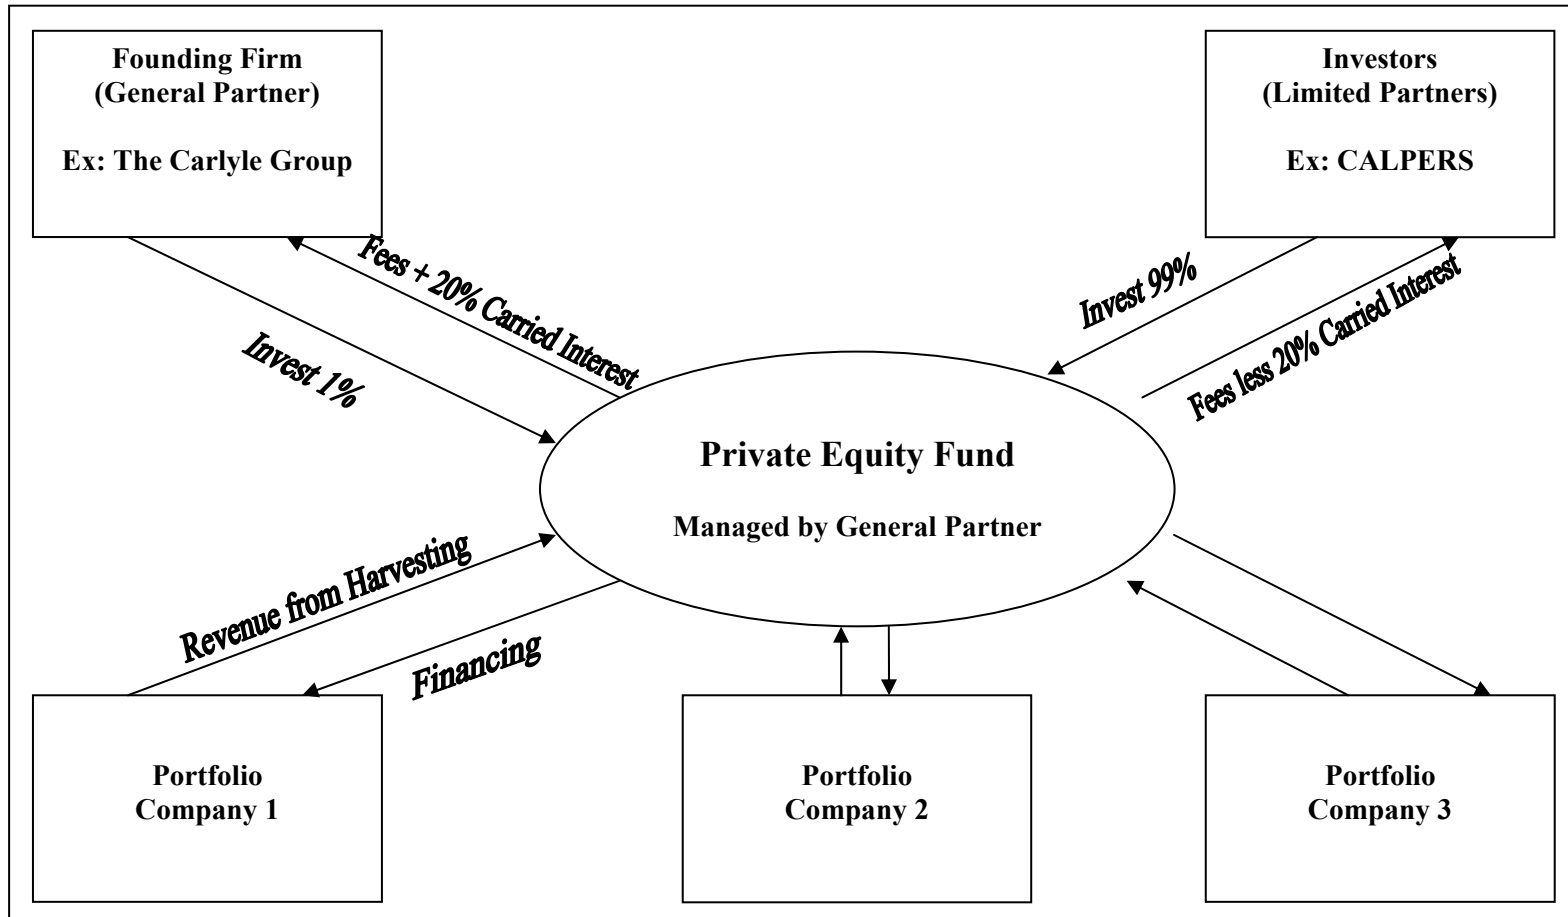 Founding Firm
(General Partner)
Ex: The Carlyle Group
Investors
(Limited Partners)
Ex: CALPERS
Fees + 20% Carried Interest
Invest 1%
Invest 99%
Fees less 20% Carried Interest
Private Equity Fund
Managed by General Partner
Revenue from Harvesting
Financing
Portfolio
Company 1
Portfolio
Company 2
Portfolio
Company 3